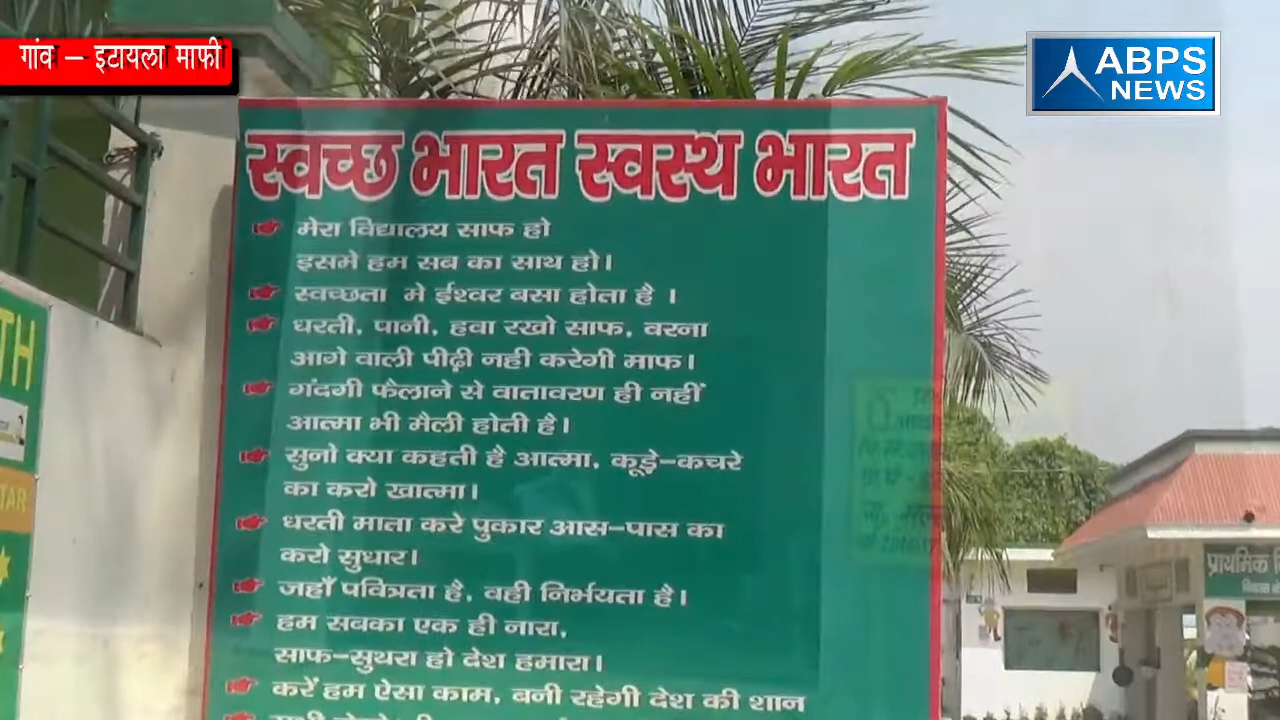 गांव – इटायला माफी
ABPS
NEWS
स्वच्छ भारत स्वस्थ भारत
मेरा विद्यालय साफ हो
इसमे हम सब का साथ हो।
स्वच्छता मे ईश्वर बसा होता है ।
धरती, पानी, हवा रखो साफ, वरना
आगे वाली पीढ़ी नही करेगी माफ।
गंदगी फैलाने से वातावरण ही नहीं
आत्मा भी मैली होती है।
सुनो क्या कहती है आत्मा, कूड़े-कचरे
का करो खात्मा।
धरती माता करे पुकार आस-पास का
करो सुधार।
जहाँ पवित्रता है, वही निर्भयता है।
हम सबका एक ही नारा,
साफ-सुथरा हो देश हमारा।
करें हम ऐसा काम, बनी रहेगी देश की शान
TH
TAR
प्राथमिक